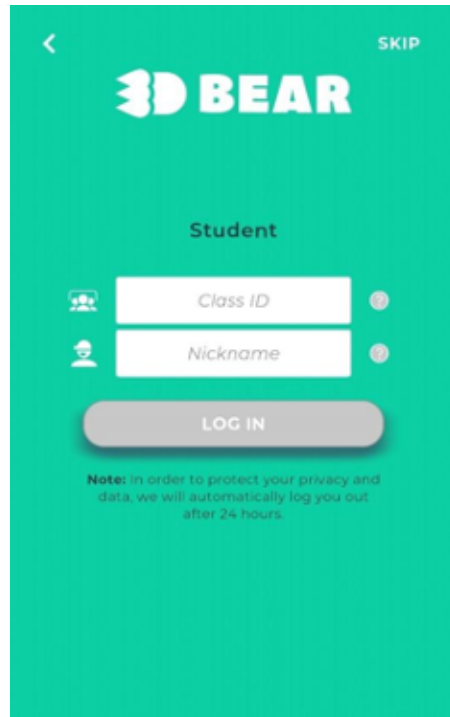 SKIP
3D BEAR
Student
Class ID
?
Nickname
?
LOG IN
Note: In order to protect your privacy and
data, we will automatically log you out
after 24 hours.